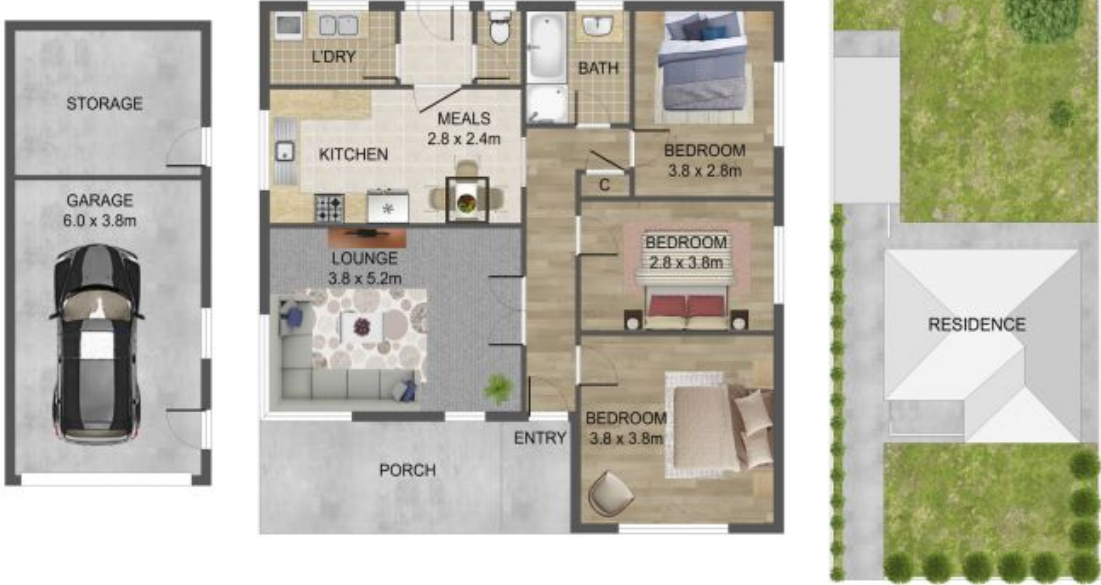 STORAGE
GARAGE
6.0 x 3.8m
L'DRY
BATH
MEALS
2.8 x 2.4m
KITCHEN
BEDROOM
3.8 x 2.8m
C
LOUNGE
3.8 x 5.2m
BEDROOM
2.8 x 3.8m
BEDROOM
3.8 x 3.8m
ENTRY
PORCH
RESIDENCE